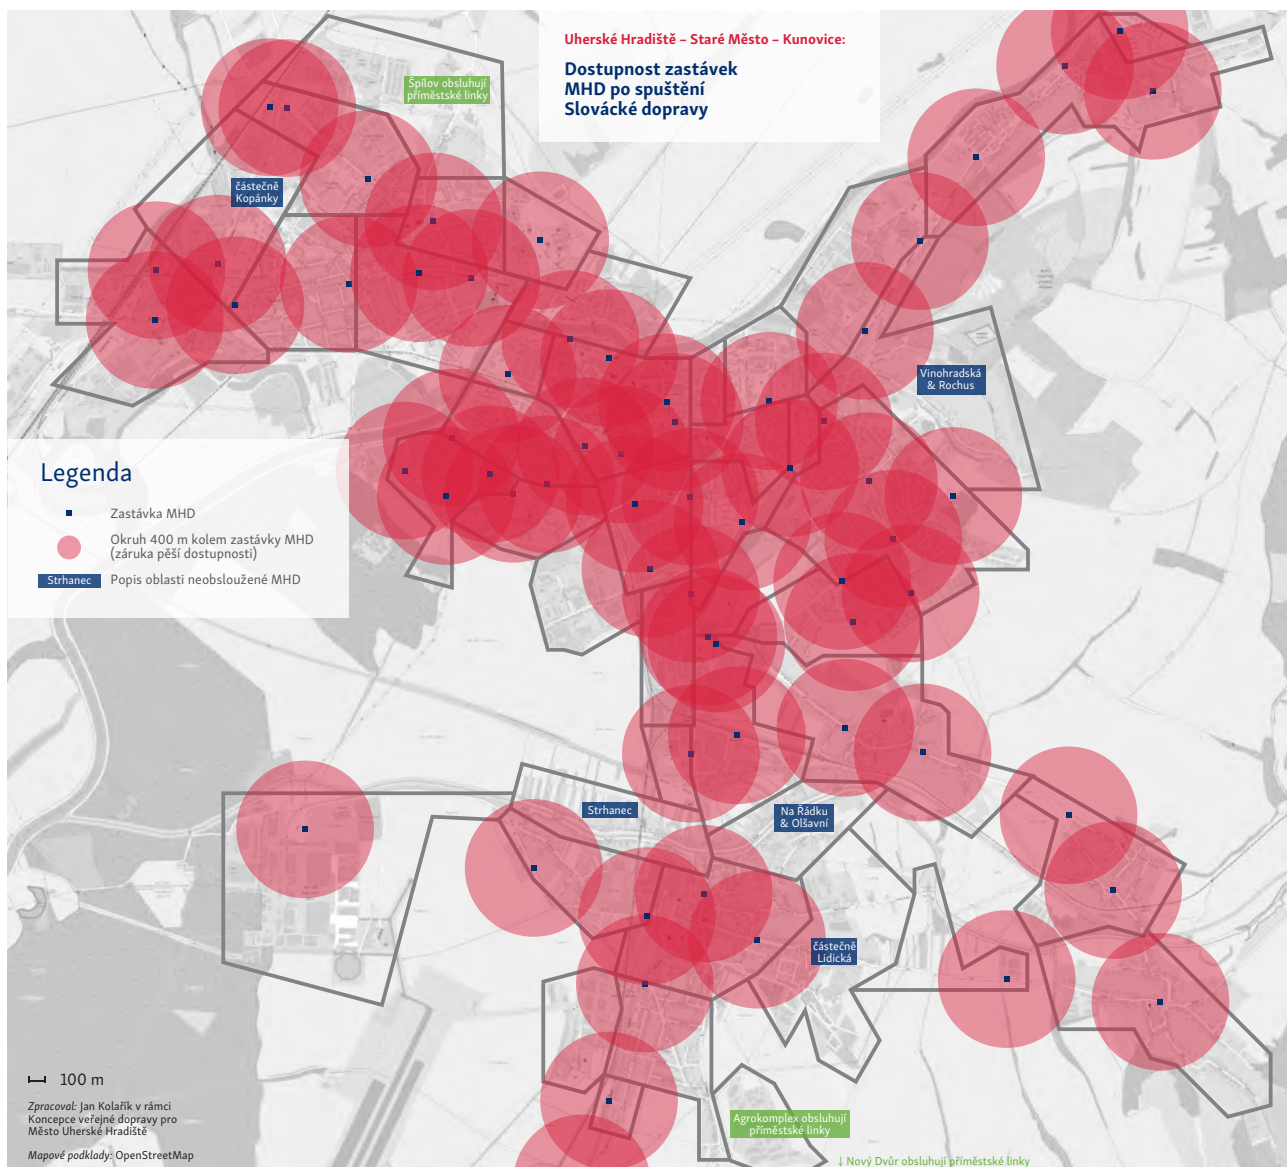 Uherské Hradiště – Staré Město – Kunovice:
Dostupnost zastávek
MHD po spuštění
Slovácké dopravy
Špílov obsluhují
příměstské linky
částečně
Kopánky
Vinohradská
& Rochus
Legenda
Zastávka MHD
Okruh 400 m kolem zastávky MHD
(záruka pěší dostupnosti)
Strhanec
Popis oblasti neobsloužené MHD
Strhanec
Na Řádku
& Olšavní
částečně
Lidická
100 m
Zpracoval: Jan Kolařík v rámci
Koncepce veřejné dopravy pro
Město Uherské Hradiště
Mapové podklady: OpenStreetMap
Agrokomplex obsluhují
příměstské linky
↓ Nový Dvůr obsluhují příměstské linky